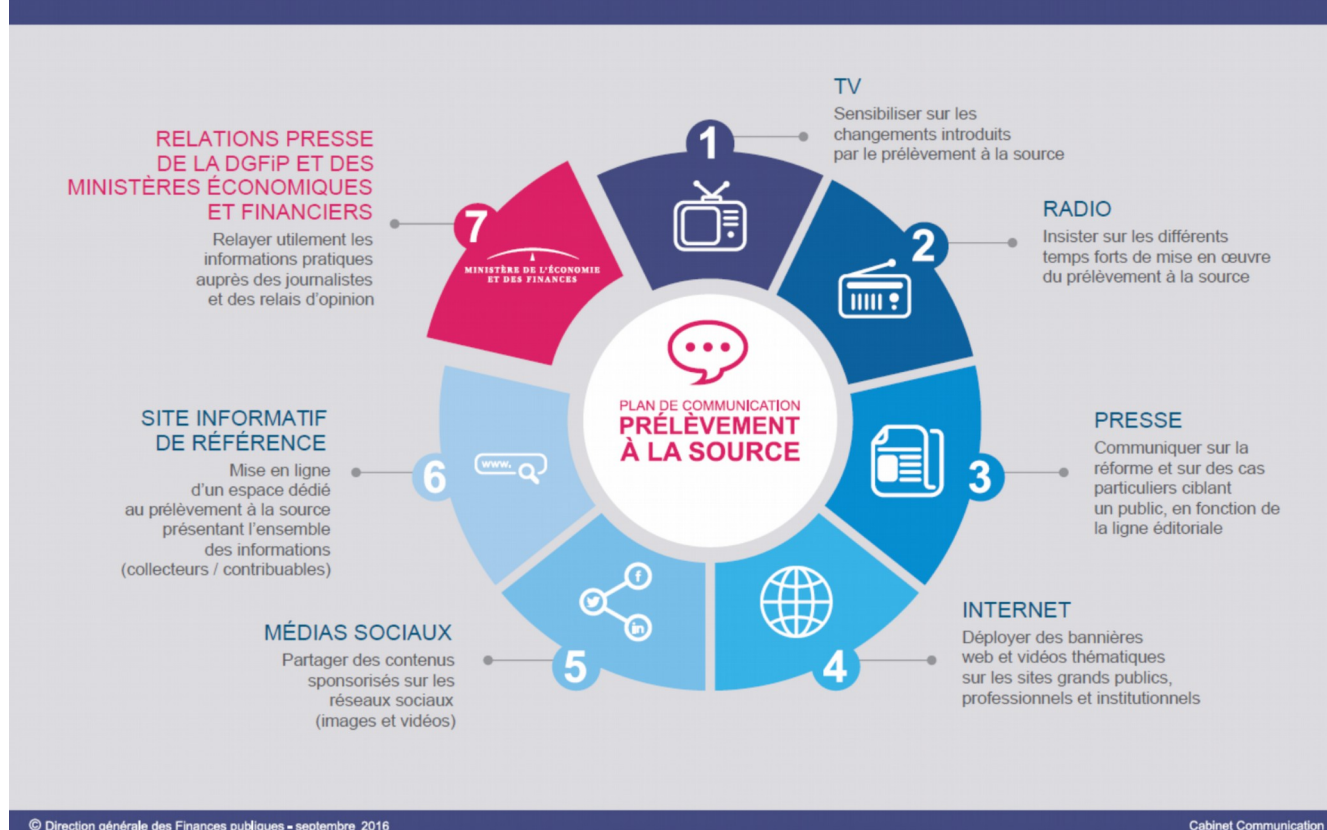 1
TV
Sensibiliser sur les
changements introduits
par le prélèvement à la source
2
RADIO
Insister sur les différents
temps forts de mise en œuvre
du prélèvement à la source
3
PRESSE
Communiquer sur la
réforme et sur des cas
particuliers ciblant
un public, en fonction de
la ligne éditoriale
4
INTERNET
Déployer des bannières
web et vidéos thématiques
sur les sites grands publics,
professionnels et institutionnels
5
MÉDIAS SOCIAUX
Partager des contenus
sponsorisés sur les
réseaux sociaux
(images et vidéos)
f
in
6
SITE INFORMATIF
DE RÉFÉRENCE
Mise en ligne
d'un espace dédié
au prélèvement à la source
présentant l'ensemble
des informations
(collecteurs / contribuables)
www.
7
RELATIONS PRESSE
DE LA DGFiP ET DES
MINISTÈRES ÉCONOMIQUES
ET FINANCIERS
Relayer utilement les
informations pratiques
auprès des journalistes
et des relais d'opinion
MINISTÈRE DE L'ÉCONOMIE
ET DES FINANCES
PLAN DE COMMUNICATION
PRÉLÈVEMENT
À LA SOURCE
© Direction générale des Finances publiques - septembre 2016
Cabinet Communication